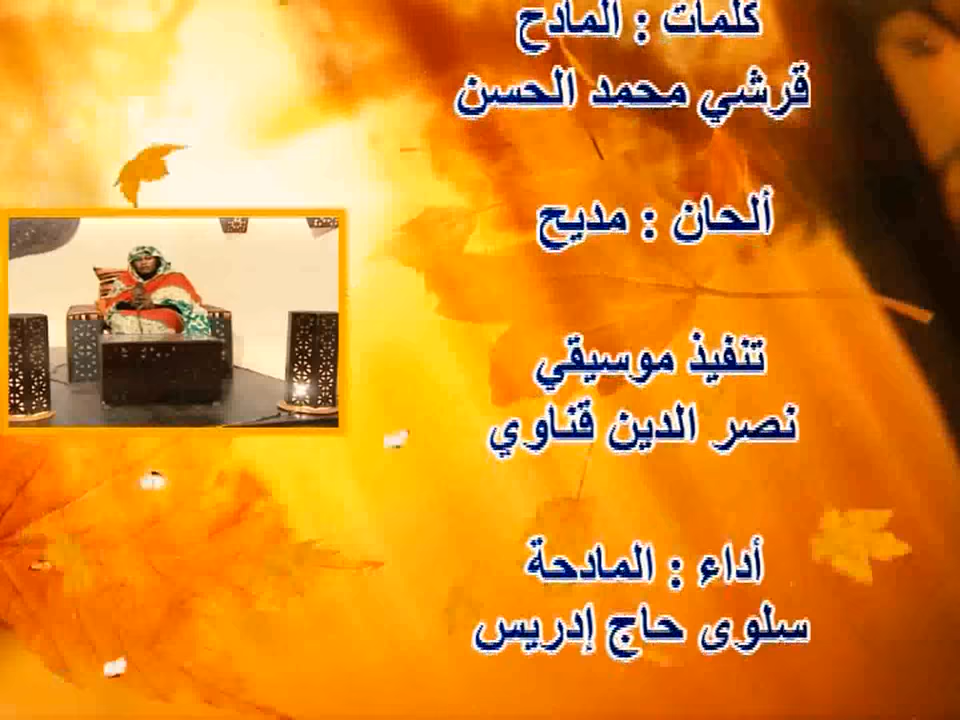 كلمات : المادح
قرشي محمد الحسن
ألحان : مديح
تنفيذ موسيقي
نصر الدين قناوي
أداء : المادحة
سلوى حاج إدريس